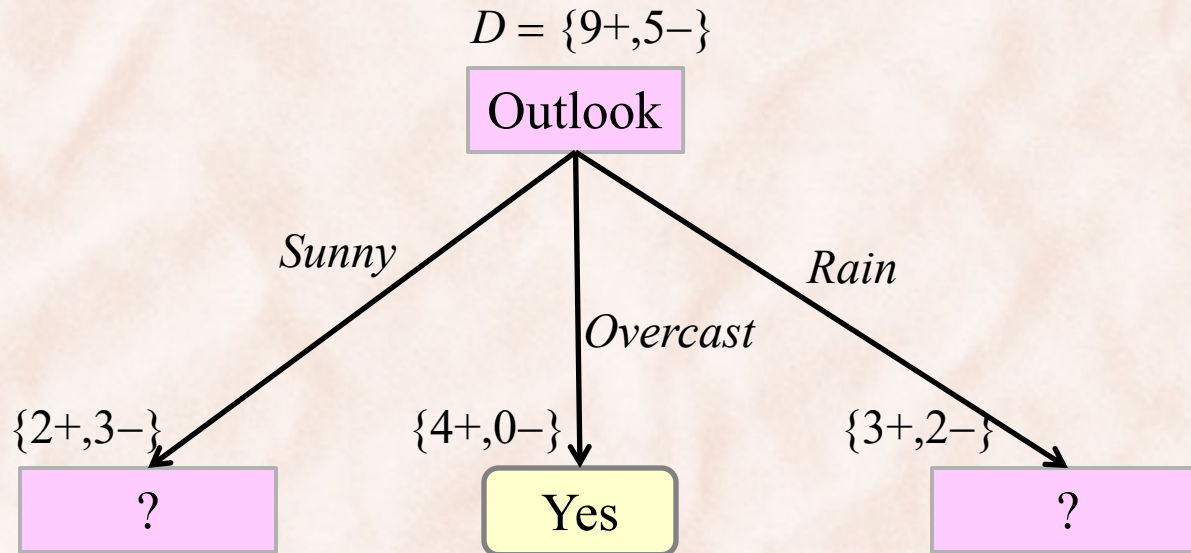 D = {9+,5−}
Outlook
Sunny
Rain
Overcast
{2+,3−}
{4+,0−}
{3+,2−}
?
Yes
?